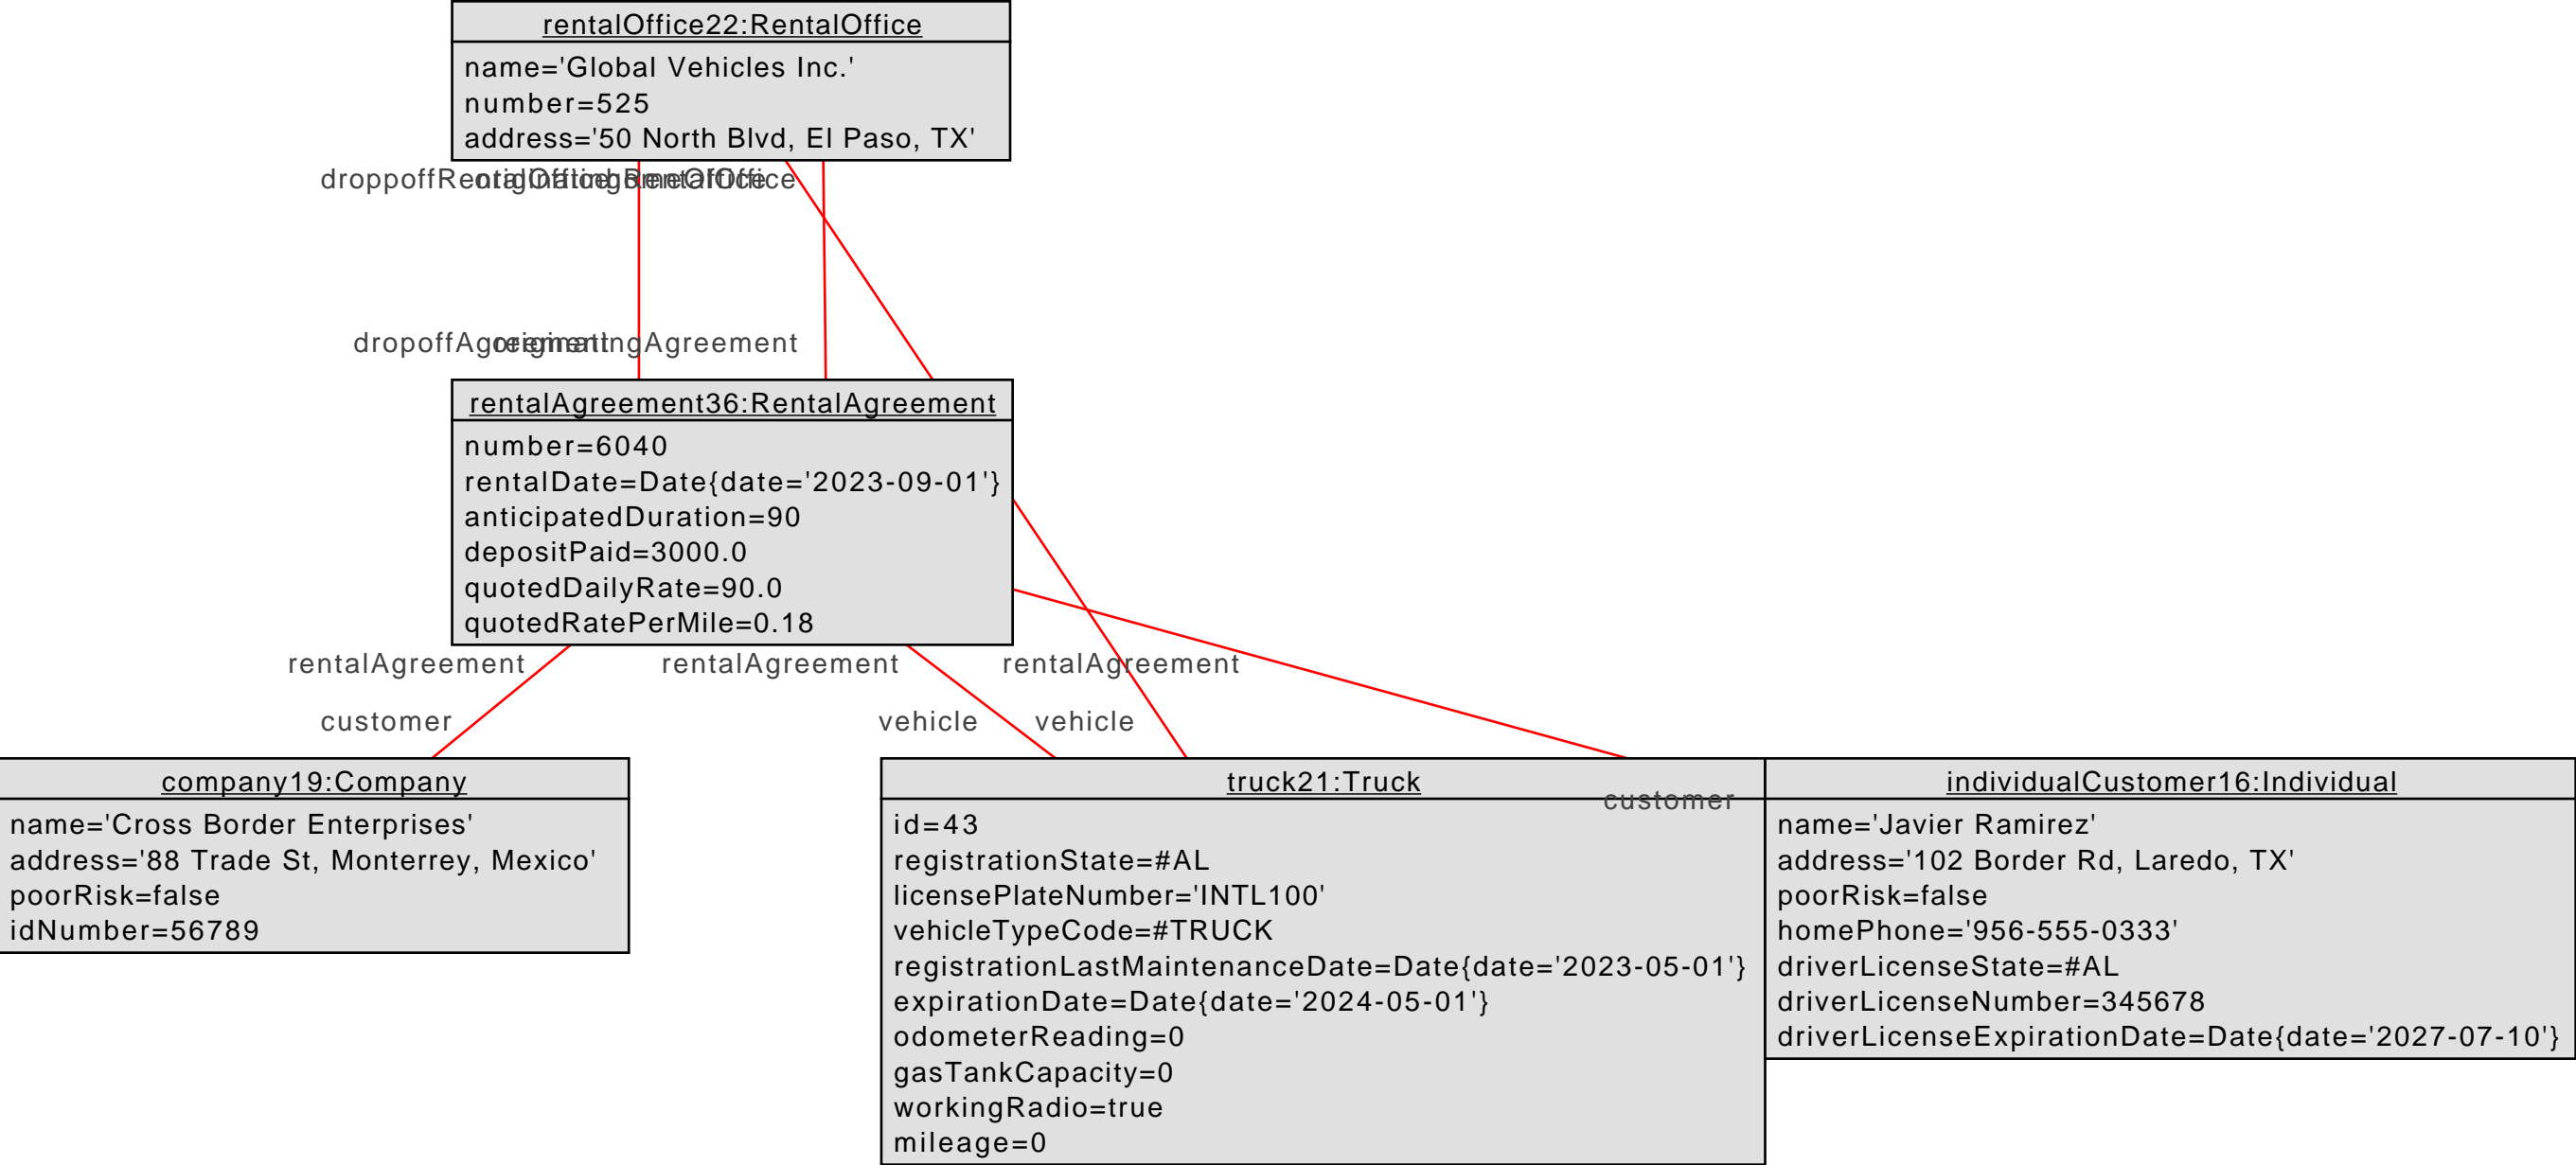 rentalOffice22:RentalOffice
name='Global Vehicles Inc.'
number=525
address='50 North Blvd, El Paso, TX'
rentalAgreement36:RentalAgreement
number=6040
rentalDate=Date{date='2023-09-01'}
anticipatedDuration=90
depositPaid=3000.0
quotedDailyRate=90.0
quotedRatePerMile=0.18
rentalAgreement rentalAgreement rentalAgreement
customer vehicle vehicle
company19:Company
name='Cross Border Enterprises'
address='88 Trade St, Monterrey, Mexico'
poorRisk=false
idNumber=56789
truck21:Truck
customer
id=43
registrationState=#AL
licensePlateNumber='INTL100'
vehicleTypeCode=#TRUCK
registrationLastMaintenanceDate=Date{date='2023-05-01'}
expirationDate=Date{date='2024-05-01'}
odometerReading=0
gasTankCapacity=0
workingRadio=true
mileage=0
individualCustomer16:Individual
name='Javier Ramirez'
address='102 Border Rd, Laredo, TX'
poorRisk=false
homePhone='956-555-0333'
driverLicenseState=#AL
driverLicenseNumber=345678
driverLicenseExpirationDate=Date{date='2027-07-10'}